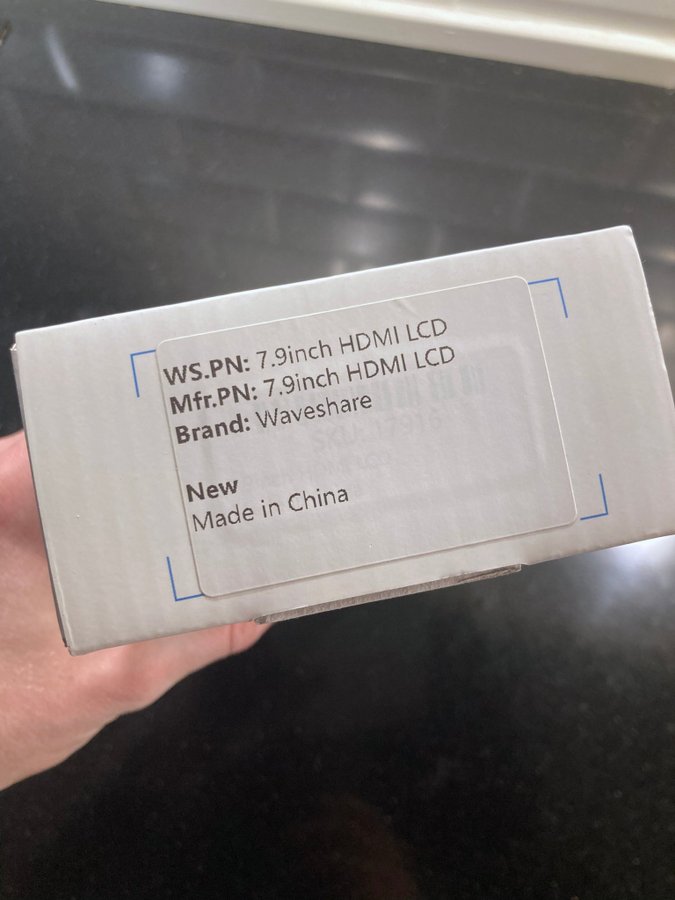 WS.PN: 7.9inch HDMI LCD
Mfr.PN: 7.9inch HDMI LCD
Brand: Waveshare
New
Made in China